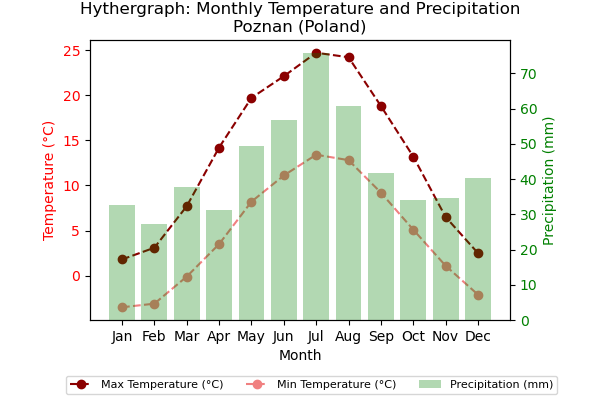 Hythergraph: Monthly Temperature and Precipitation
Poznan (Poland)
25
20
15
10
5
0
Temperature (°C)
70
60
50
40
30
20
10
0
Precipitation (mm)
Jan Feb Mar Apr May Jun Jul Aug Sep Oct Nov Dec
Month
Max Temperature (°C) Min Temperature (°C) Precipitation (mm)